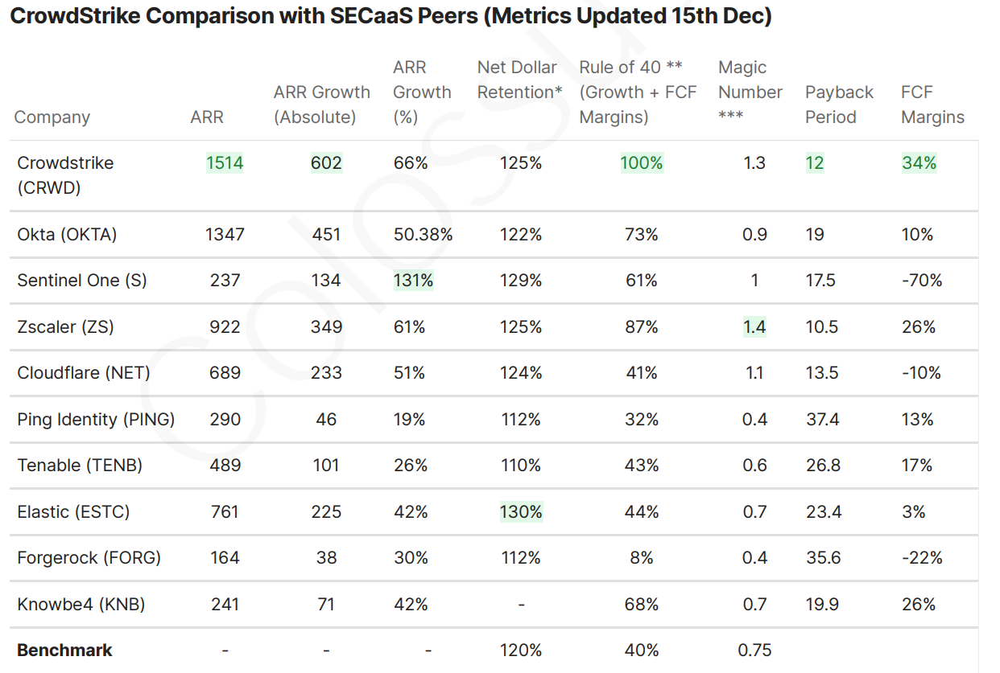 CrowdStrike Comparison with SECaaS Peers (Metrics Updated 15th Dec)
Company ARR ARR Growth (Absolute) ARR Growth (%) Net Dollar Retention* Rule of 40 ** (Growth + FCF Margins) Magic Number *** Payback Period FCF Margins
Crowdstrike (CRWD) 1514 602 66% 125% 100% 1.3 12 34%
Okta (OKTA) 1347 451 50.38% 122% 73% 0.9 19 10%
Sentinel One (S) 237 134 131% 129% 61% 1 17.5 -70%
Zscaler (ZS) 922 349 61% 125% 87% 1.4 10.5 26%
Cloudflare (NET) 689 233 51% 124% 41% 1.1 13.5 -10%
Ping Identity (PING) 290 46 19% 112% 32% 0.4 37.4 13%
Tenable (TENB) 489 101 26% 110% 43% 0.6 26.8 17%
Elastic (ESTC) 761 225 42% 130% 44% 0.7 23.4 3%
Forgerock (FORG) 164 38 30% 112% 8% 0.4 35.6 -22%
Knowbe4 (KNB) 241 71 42% - 68% 0.7 19.9 26%
Benchmark - - - 120% 40% 0.75
Colossu